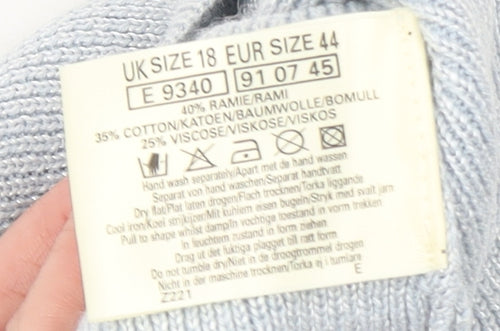 UK SIZE 18 EUR SIZE 44
E 9340 91 07 45
40% RAMIE/RAMI
35% COTTON/KATOEN/BAUMWOLLE/BOMULL
25% VISCOSE/VISKOSE/VISKOS
Hand wash separately/Apart met de hand wassen
Separat von hand waschen/Separat handtvatt
Dry flat/Plat laten drogen/Flach trocknen/Torka liggande
Cool iron/Koel strijkijzer/Mit kuhlem eisen bugeln/Stryk med svalt jarn
Pull to shape whilst damp/In vochtige toestand in vorm trekken
In feuchtem zustand in form ziehen
Drag ut det fuktiga plagget till ratt form
Do not tumble dry/Niet in de droogtrommel drogen
Nicht in der maschine trocknen/Torka ej i tumlare
Z221 E